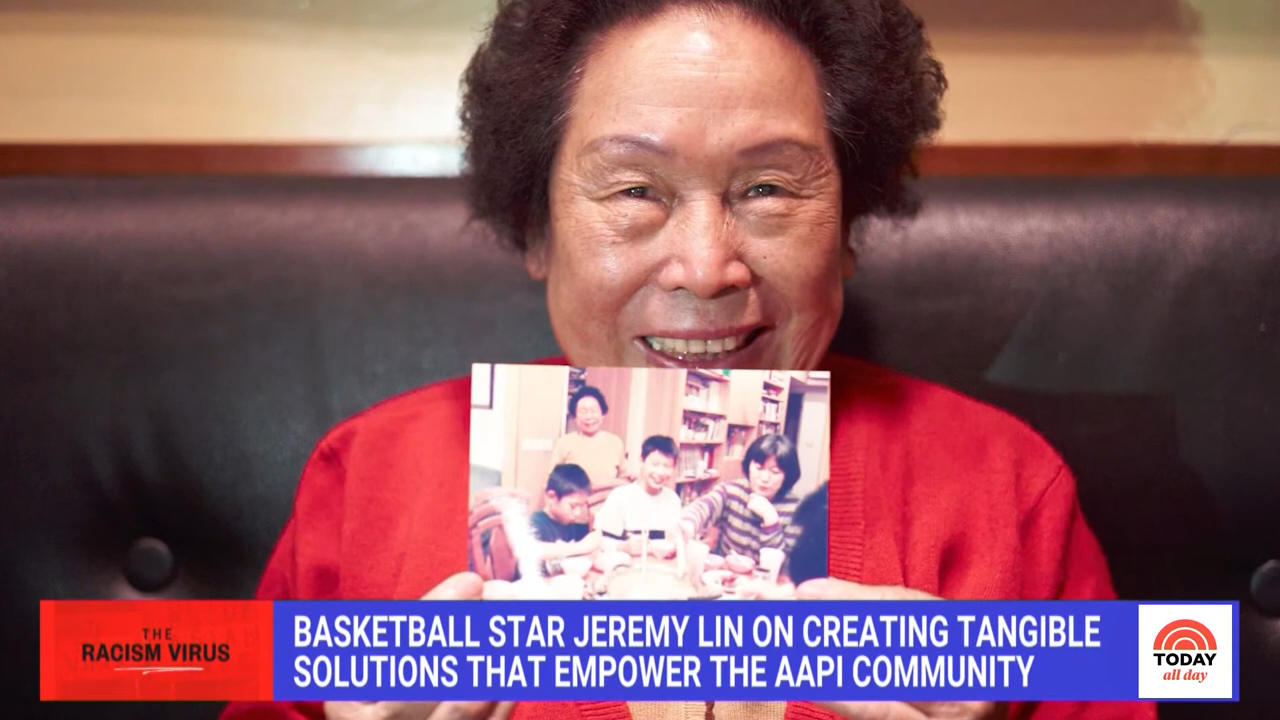 THE
RACISM VIRUS
BASKETBALL STAR JEREMY LIN ON CREATING TANGIBLE
SOLUTIONS THAT EMPOWER THE AAPI COMMUNITY
TODAY
all day